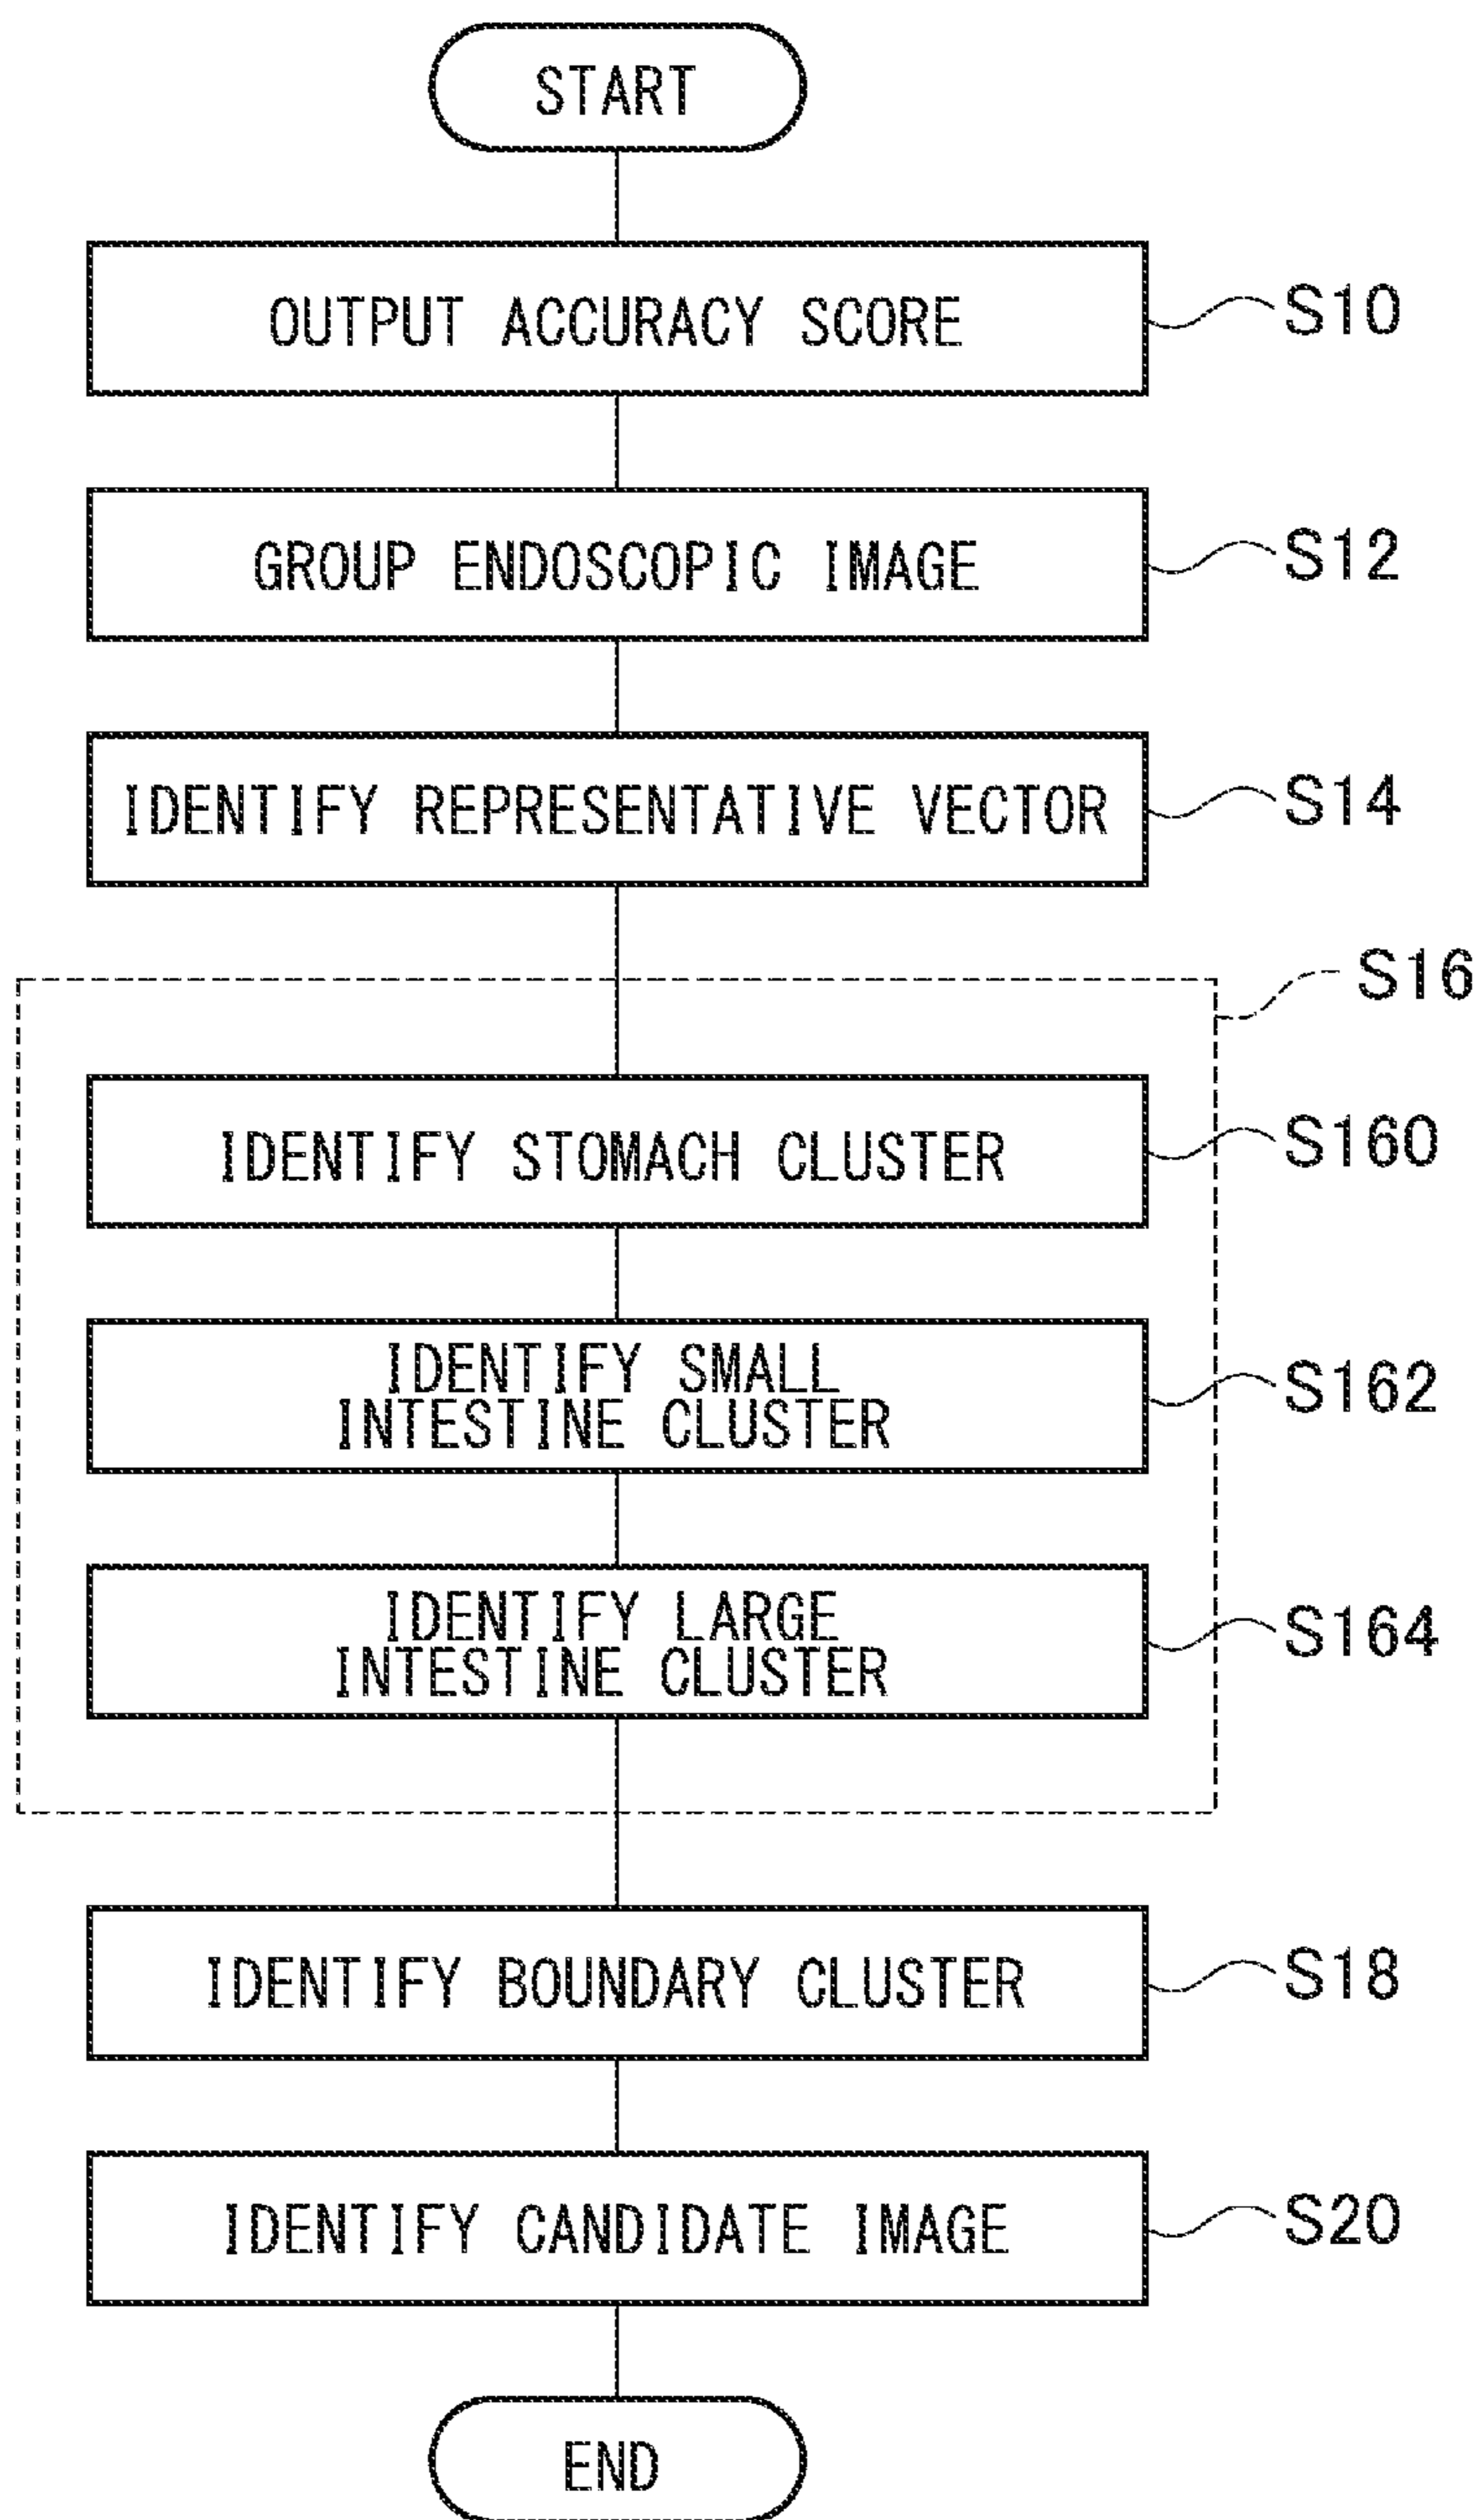 START
OUTPUT ACCURACY SCORE
S10
GROUP ENDOSCOPIC IMAGE
S12
IDENTIFY REPRESENTATIVE VECTOR
S14
S16
IDENTIFY STOMACH CLUSTER
S160
IDENTIFY SMALL
INTESTINE CLUSTER
S162
IDENTIFY LARGE
INTESTINE CLUSTER
S164
IDENTIFY BOUNDARY CLUSTER
S18
IDENTIFY CANDIDATE IMAGE
S20
END